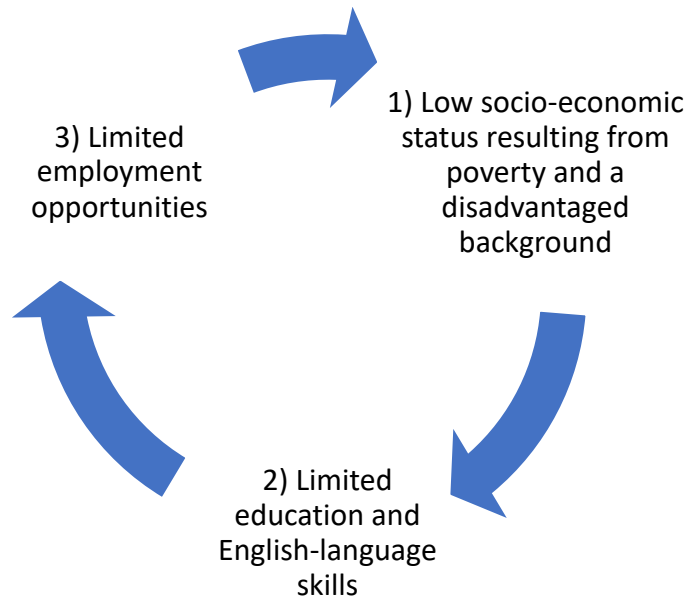 1) Low socio-economic
status resulting from
poverty and a
disadvantaged
background
2) Limited
education and
English-language
skills
3) Limited
employment
opportunities